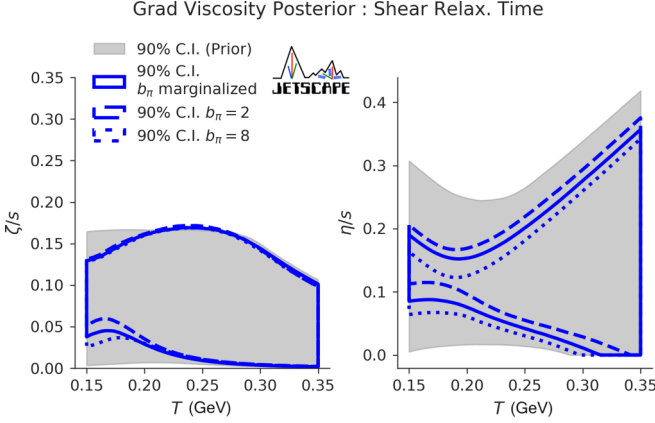 Grad Viscosity Posterior : Shear Relax. Time
90% C.I. (Prior)
90% C.I.
b_π marginalized
90% C.I. b_π = 2
90% C.I. b_π = 8
JETSCAPE
0.35
0.30
0.25
0.20
0.15
0.10
0.05
0.00
ζ/s
0.15 0.20 0.25 0.30 0.35
T (GeV)
0.4
0.3
0.2
0.1
0.0
η/s
0.15 0.20 0.25 0.30 0.35
T (GeV)